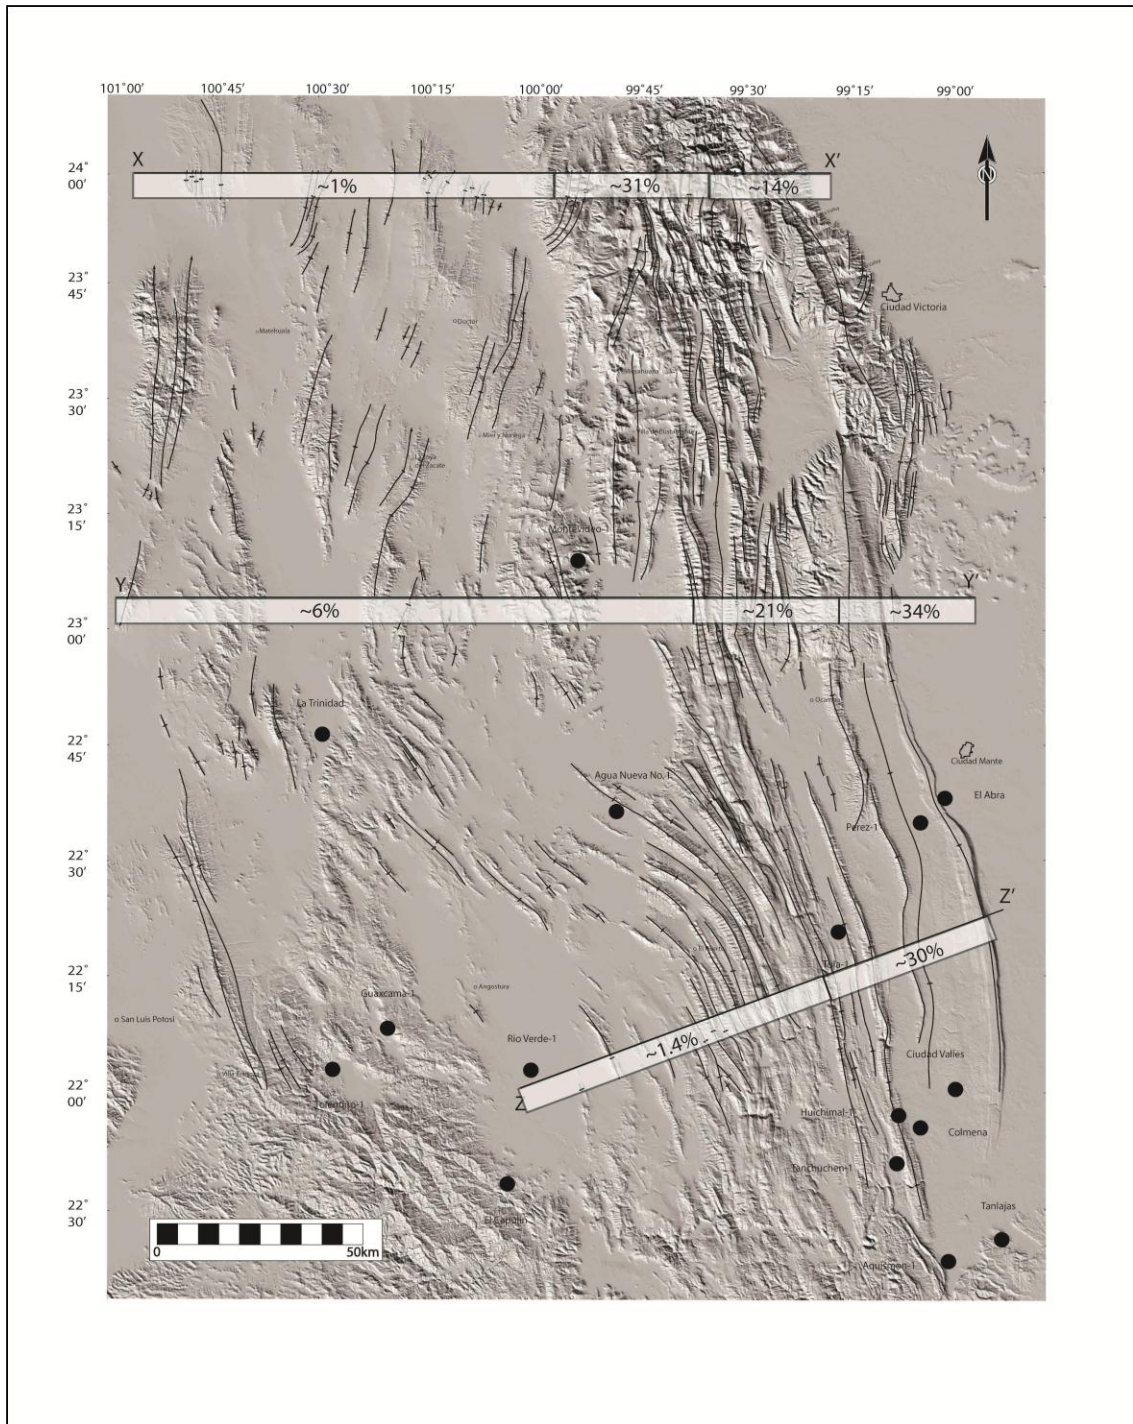 101°00' 100°45' 100°30' 100°15' 100°00' 99°45' 99°30' 99°15' 99°00'
X X'
24°
00'
~1% ~31% ~14%
N
23°
45'
Ciudad Victoria
Matehuala
Doctor
23°
30'
Mier y Noriega
23°
15'
Montevideo-1
Y Y'
~6% ~21% ~34%
23°
00'
La Trinidad
Ocampo
22°
45'
Ciudad Mante
Agua Nueva No. 1
El Abra
Perez-1
22°
30'
Z'
~30%
22°
15'
Angostura
Guaxcama-1
San Luis Potosi
Rio Verde-1
~1.4%
Ciudad Valles
22°
00'
Z
Huichimal-1
Colmena
Tanchuchen-1
22°
30'
Tanlajas
El Capulin
0 50km
Aquismon-1